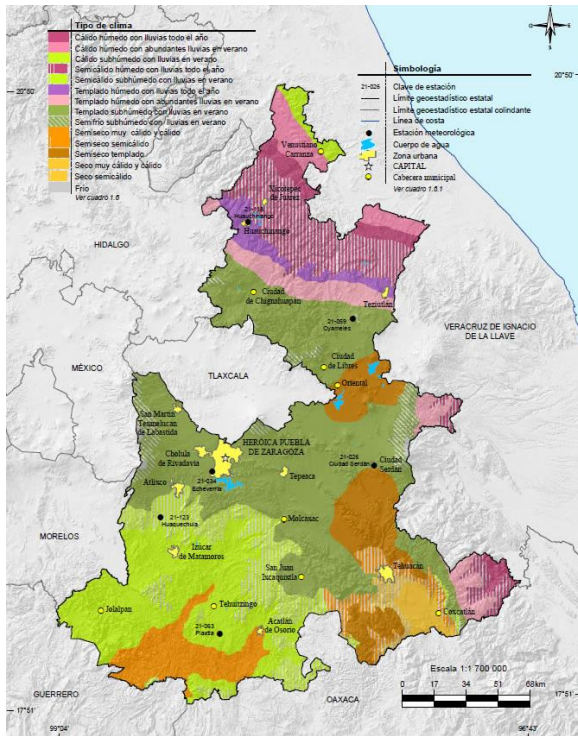 Tipo de clima
Cálido húmedo con lluvias todo el año
Cálido húmedo con abundantes lluvias en verano
Cálido subhúmedo con lluvias en verano
Semicálido húmedo con lluvias todo el año
Semicálido subhúmedo con lluvias en verano
Templado húmedo con lluvias todo el año
Templado húmedo con abundantes lluvias en verano
Templado subhúmedo con lluvias en verano
Semifrío subhúmedo con lluvias en verano
Semiseco muy cálido y cálido
Semiseco semicálido
Semiseco templado
Seco muy cálido y cálido
Seco semicálido
Frío
Ver cuadro 1.6
N
Simbología
21-026 Clave de estación
Límite geoestadístico estatal
Límite geoestadístico estatal colindante
Línea de costa
Estación meteorológica
Cuerpo de agua
Zona urbana
CAPITAL
Cabecera municipal
Ver cuadro 1.6.1
20°50'
20°50'
Venustiano
Carranza
Xicotepec
de Juárez
Huauchinango
Huauchinango
HIDALGO
Ciudad
de Chignahuapan
Teziutlán
21-059
Oyameles
VERACRUZ DE IGNACIO
DE LA LLAVE
MÉXICO
TLAXCALA
Ciudad
de Libres
Oriental
San Martín
Texmelucan
de Labastida
HEROICA PUEBLA
DE ZARAGOZA
Cholula
de Rivadavia
21-034
Echeverría
Tepeaca
21-026
Ciudad Serdán
Ciudad
Serdán
Atlixco
21-123
Huaquechula
Molcaxac
MORELOS
Izúcar
de Matamoros
San Juan
Ixcaquixtla
Tehuacán
Jolalpan
Tehuitzingo
Coxcatlán
21-063
Piaxtla
Acatlán
de Osorio
Escala 1:1 700 000
0 17 34 51 68km
GUERRERO
OAXACA
17°51'
17°51'
99°04'
96°43'